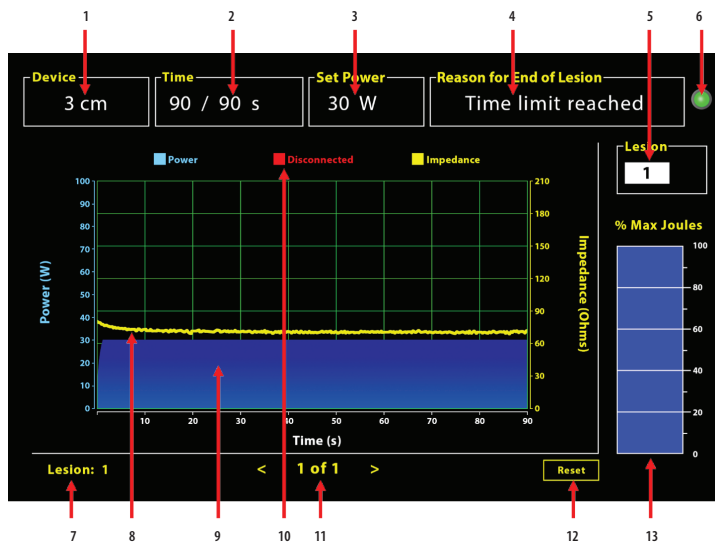 1 2 3 4 5 6
Device Time Set Power Reason for End of Lesion
3 cm 90 / 90 s 30 W Time limit reached
Lesion
1
Power Disconnected Impedance
% Max Joules
100
90
80
70
60
50
40
30
20
10
0
Power (W)
210
180
150
120
90
60
30
0
Impedance (Ohms)
100
80
60
40
20
0
10 20 30 40 50 60 70 80 90
Time (s)
Lesion: 1 < 1 of 1 > Reset
7 8 9 10 11 12 13